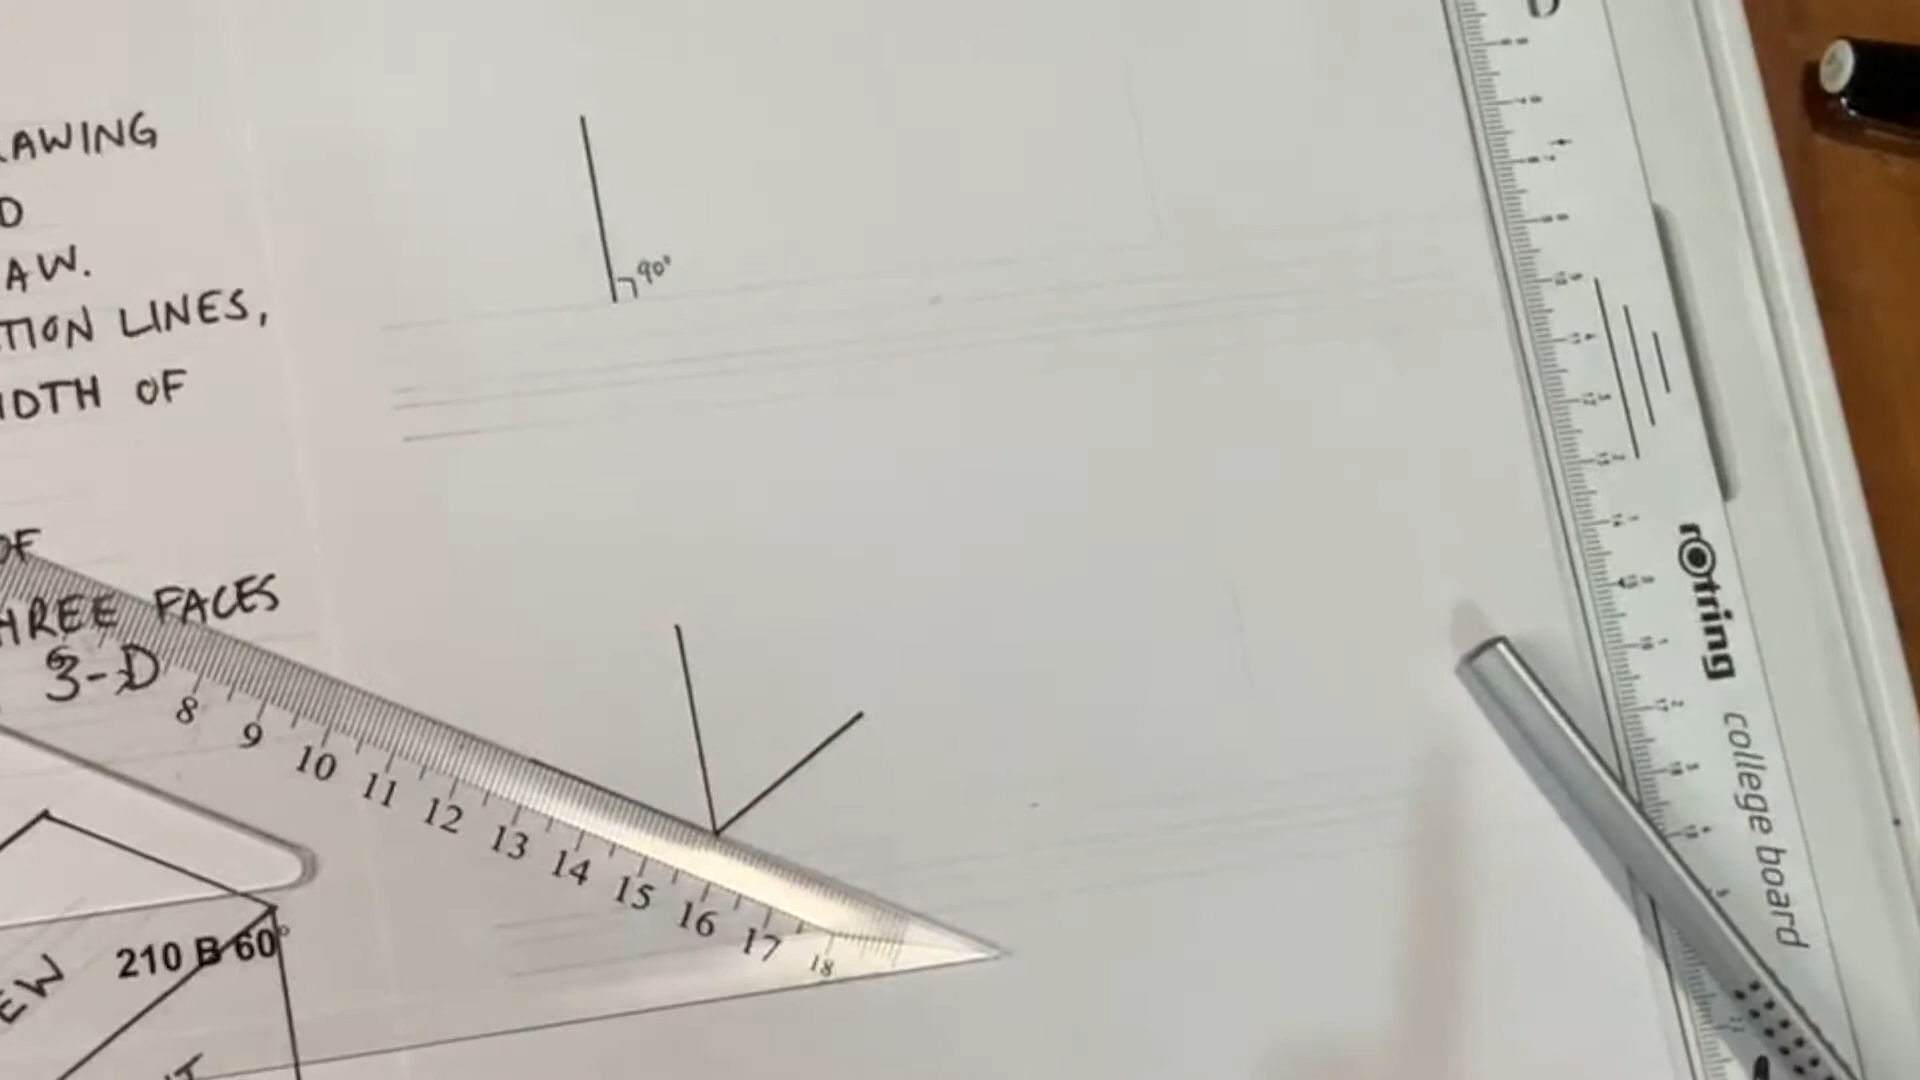 AWING
AW.
TION LINES,
IDTH OF
OF
HREE FACES
3-D
90°
8 9 10 11 12 13 14 15 16 17 18
210 B 60°
EW
rotring
college board